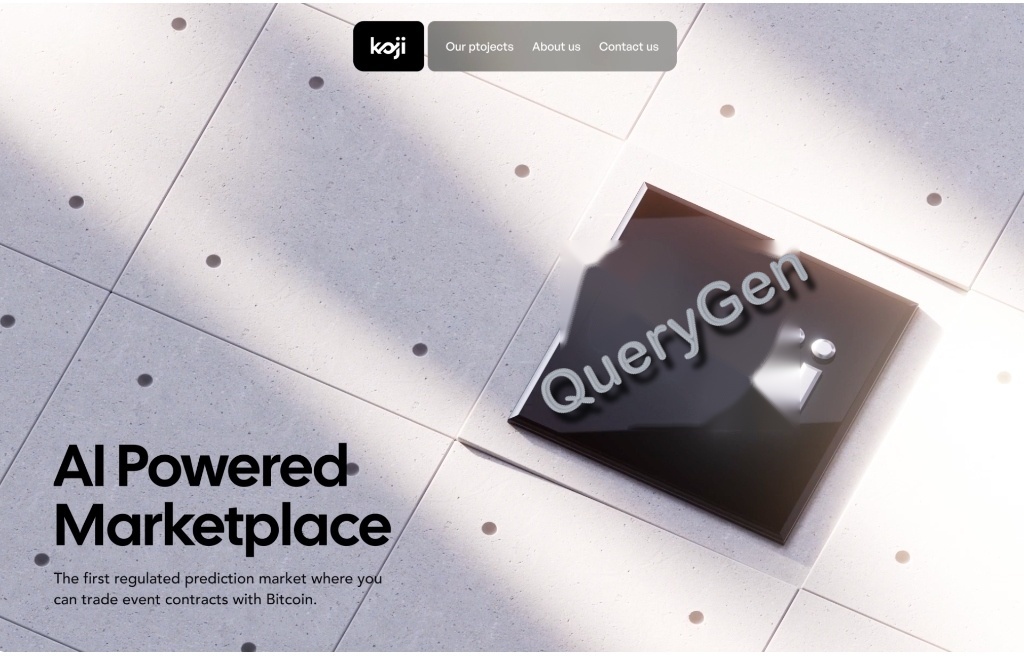 koji
Our ptojects
About us
Contact us
QueryGen
AI Powered
Marketplace
The first regulated prediction market where you
can trade event contracts with Bitcoin.